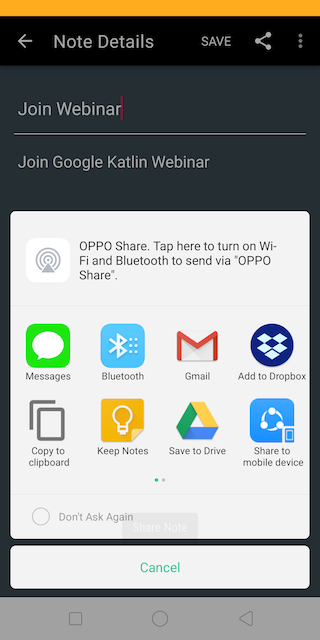 Note Details
SAVE
Join Webinar
Join Google Katlin Webinar
OPPO Share. Tap here to turn on Wi-
Fi and Bluetooth to send via "OPPO
Share".
Messages
Bluetooth
Gmail
Add to Dropbox
Copy to
clipboard
Keep Notes
Save to Drive
Share to
mobile device
Don't Ask Again
Share Note
Cancel